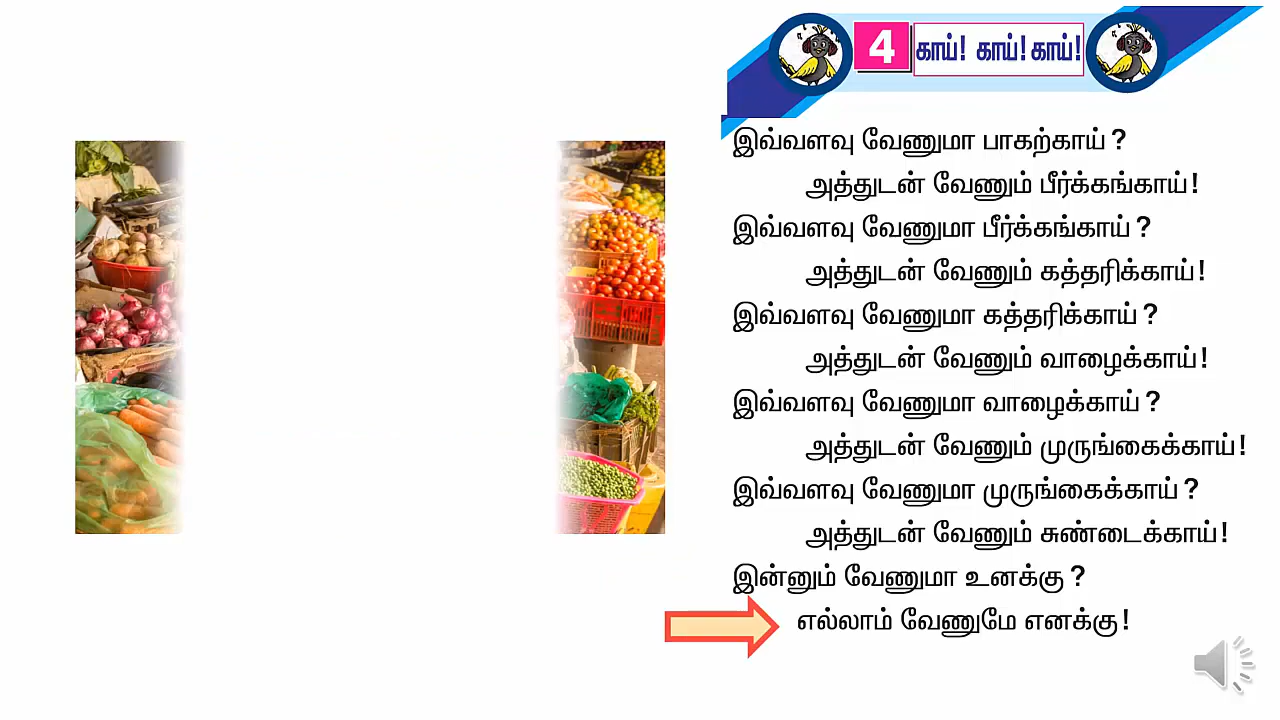 4 காய்! காய்! காய்!
இவ்வளவு வேணுமா பாகற்காய் ?
அத்துடன் வேணும் பீர்க்கங்காய் !
இவ்வளவு வேணுமா பீர்க்கங்காய் ?
அத்துடன் வேணும் கத்தரிக்காய் !
இவ்வளவு வேணுமா கத்தரிக்காய் ?
அத்துடன் வேணும் வாழைக்காய் !
இவ்வளவு வேணுமா வாழைக்காய் ?
அத்துடன் வேணும் முருங்கைக்காய் !
இவ்வளவு வேணுமா முருங்கைக்காய் ?
அத்துடன் வேணும் சுண்டைக்காய் !
இன்னும் வேணுமா உனக்கு ?
எல்லாம் வேணுமே எனக்கு !